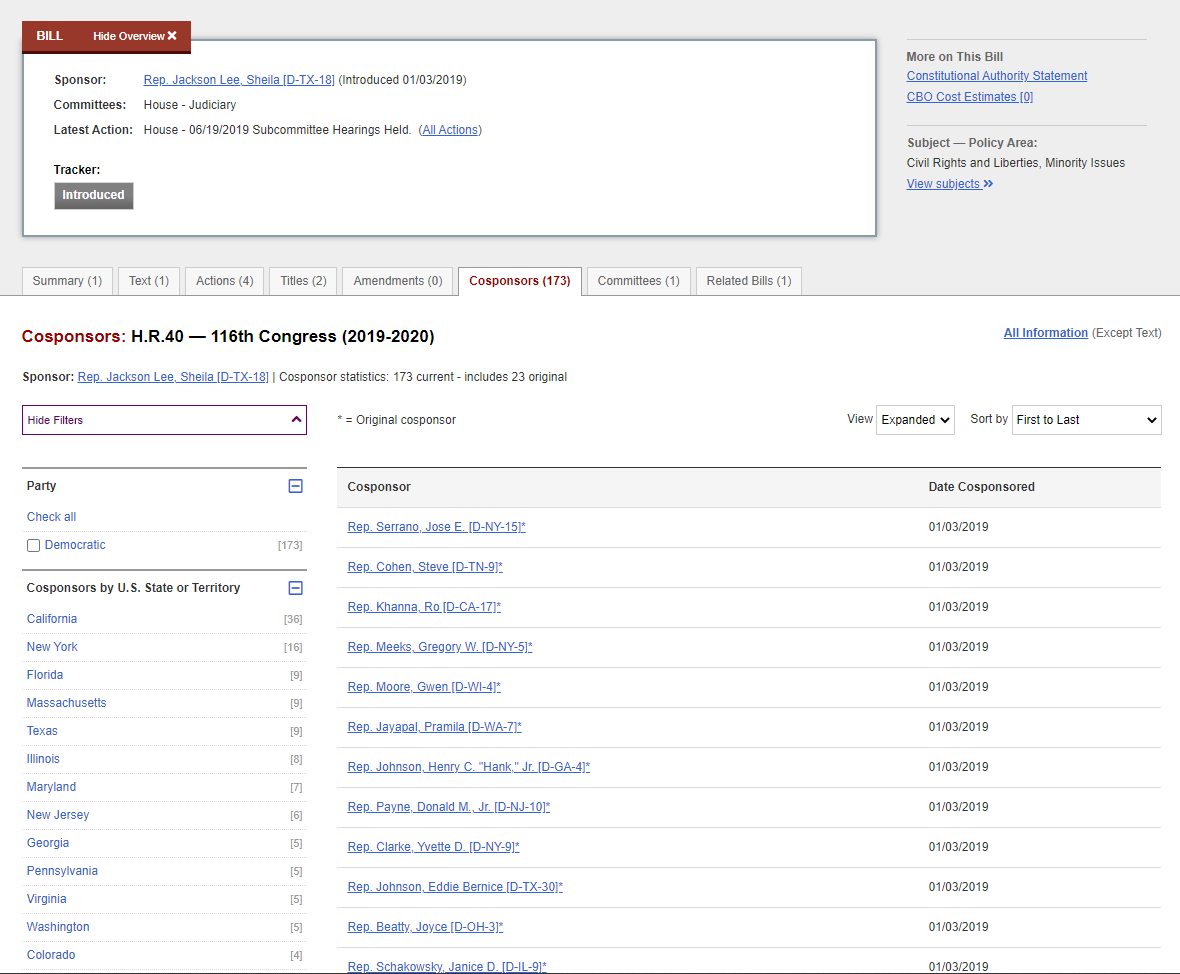 BILL Hide Overview ×
Sponsor: Rep. Jackson Lee, Sheila [D-TX-18] (Introduced 01/03/2019)
Committees: House - Judiciary
Latest Action: House - 06/19/2019 Subcommittee Hearings Held. (All Actions)
Tracker:
Introduced
More on This Bill
Constitutional Authority Statement
CBO Cost Estimates [0]
Subject — Policy Area:
Civil Rights and Liberties, Minority Issues
View subjects »
Summary (1) Text (1) Actions (4) Titles (2) Amendments (0) Cosponsors (173) Committees (1) Related Bills (1)
Cosponsors: H.R.40 — 116th Congress (2019-2020)
All Information (Except Text)
Sponsor: Rep. Jackson Lee, Sheila [D-TX-18] | Cosponsor statistics: 173 current - includes 23 original
Hide Filters
* = Original cosponsor
View Expanded Sort by First to Last
Party
Check all
Democratic [173]
Cosponsors by U.S. State or Territory
California [36]
New York [16]
Florida [9]
Massachusetts [9]
Texas [9]
Illinois [8]
Maryland [7]
New Jersey [6]
Georgia [5]
Pennsylvania [5]
Virginia [5]
Washington [5]
Colorado [4]
Cosponsor Date Cosponsored
Rep. Serrano, Jose E. [D-NY-15]* 01/03/2019
Rep. Cohen, Steve [D-TN-9]* 01/03/2019
Rep. Khanna, Ro [D-CA-17]* 01/03/2019
Rep. Meeks, Gregory W. [D-NY-5]* 01/03/2019
Rep. Moore, Gwen [D-WI-4]* 01/03/2019
Rep. Jayapal, Pramila [D-WA-7]* 01/03/2019
Rep. Johnson, Henry C. "Hank," Jr. [D-GA-4]* 01/03/2019
Rep. Payne, Donald M., Jr. [D-NJ-10]* 01/03/2019
Rep. Clarke, Yvette D. [D-NY-9]* 01/03/2019
Rep. Johnson, Eddie Bernice [D-TX-30]* 01/03/2019
Rep. Beatty, Joyce [D-OH-3]* 01/03/2019
Rep. Schakowsky, Janice D. [D-IL-9]* 01/03/2019